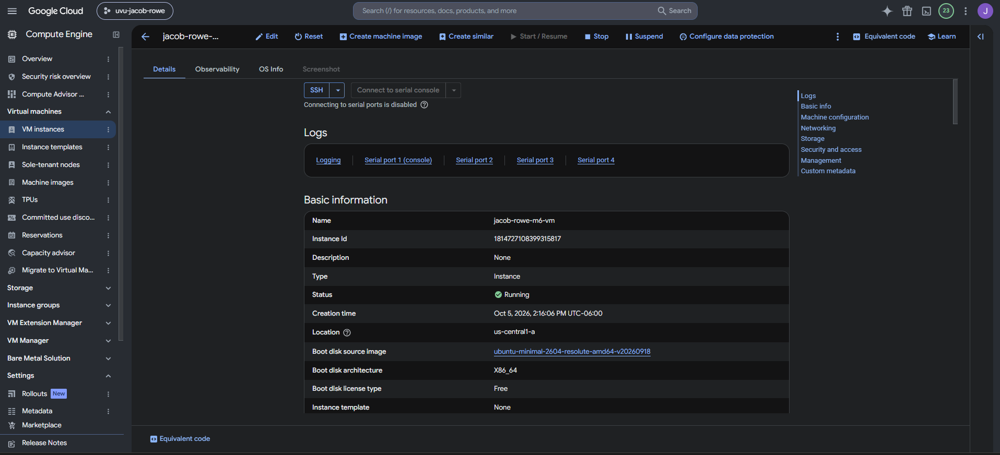 Google Cloud
uvu-jacob-rowe
Search (/) for resources, docs, products, and more
Search
23
J
Compute Engine
Overview
Security risk overview
Compute Advisor ...
Virtual machines
VM instances
Instance templates
Sole-tenant nodes
Machine images
TPUs
Committed use disco...
Reservations
Capacity advisor
Migrate to Virtual Ma...
Storage
Instance groups
VM Extension Manager
VM Manager
Bare Metal Solution
Settings
Rollouts New
Metadata
Marketplace
Release Notes
jacob-rowe-...
Edit
Reset
Create machine image
Create similar
Start / Resume
Stop
Suspend
Configure data protection
Equivalent code
Learn
Details
Observability
OS Info
Screenshot
SSH
Connect to serial console
Connecting to serial ports is disabled
Logs
Logging
Serial port 1 (console)
Serial port 2
Serial port 3
Serial port 4
Basic information
Name jacob-rowe-m6-vm
Instance Id 1814727108399315817
Description None
Type Instance
Status Running
Creation time Oct 5, 2026, 2:16:06 PM UTC-06:00
Location us-central1-a
Boot disk source image ubuntu-minimal-2604-resolute-amd64-v20260918
Boot disk architecture X86_64
Boot disk license type Free
Instance template None
Logs
Basic info
Machine configuration
Networking
Storage
Security and access
Management
Custom metadata
Equivalent code